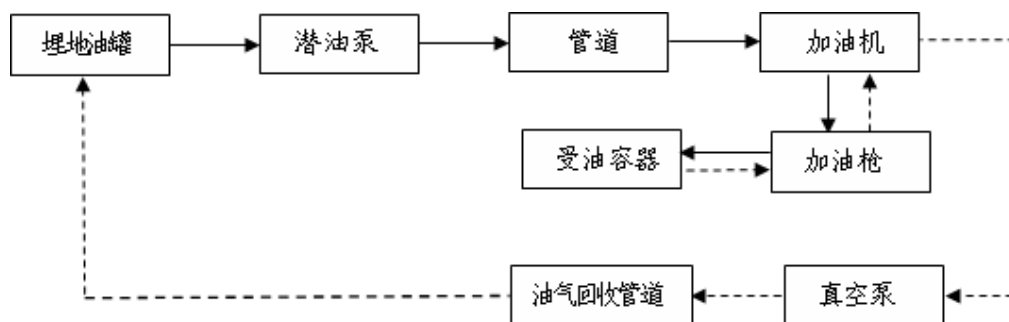 埋地油罐
潜油泵
管道
加油机
受油容器
加油枪
油气回收管道
真空泵